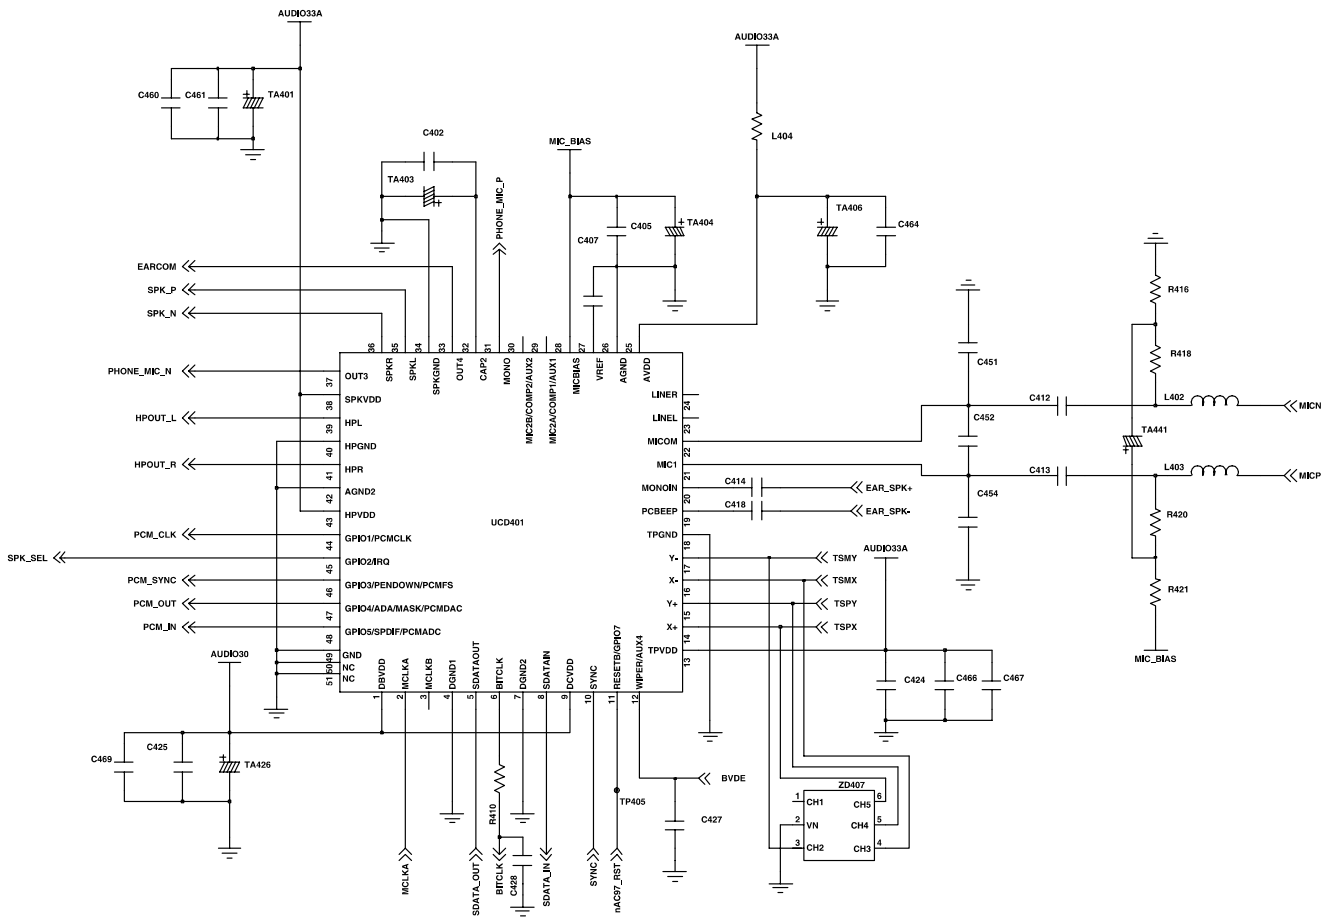 AUDIO33A
C460
C461
TA401
C402
TA403
PHONE_MIC_P
MIC_BIAS
C405
C407
TA404
AUDIO33A
L404
TA406
C464
EARCOM
SPK_P
SPK_N
PHONE_MIC_N
HPOUT_L
HPOUT_R
PCM_CLK
SPK_SEL
PCM_SYNC
PCM_OUT
PCM_IN
36 SPKR
35 SPKL
34 SPKGND
33 OUT4
32 CAP2
31 MONO
30 MIC2B/COMP2/AUX2
29 MIC2A/COMP1/AUX1
28 MICBIAS
27 VREF
26 AGND
25 AVDD
37 OUT3
38 SPKVDD
39 HPL
40 HPGND
41 HPR
42 AGND2
43 HPVDD
44 GPIO1/PCMCLK
45 GPIO2/IRQ
46 GPIO3/PENDOWN/PCMFS
47 GPIO4/ADA/MASK/PCMDAC
48 GPIO5/SPDIF/PCMADC
49 GND
50 NC
51 NC
UCD401
LINER 24
LINEL 23
MICOM 22
MIC1 21
MONOIN 20
PCBEEP 19
TPGND 18
Y- 17
X- 16
Y+ 15
X+ 14
TPVDD 13
DBVDD 1
MCLKA 2
MCLKB 3
DGND1 4
SDATAOUT 5
BITCLK 6
DGND2 7
SDATAIN 8
DCVDD 9
SYNC 10
RESETB/GPIO7 11
WIPER/AUX4 12
C451
C452
C454
C412
C413
C414
C418
EAR_SPK+
EAR_SPK-
R416
R418
L402
MICN
TA441
L403
MICP
R420
R421
MIC_BIAS
TSMY
TSMX
TSPY
TSPX
AUDIO33A
C424
C466
C467
AUDIO30
C469
C425
TA426
R410
C428
TP405
BVDE
C427
MCLKA
SDATA_OUT
BITCLK
SDATA_IN
SYNC
nAC97_RST
ZD407
1 CH1
2 VN
3 CH2
CH5 6
CH4 5
CH3 4